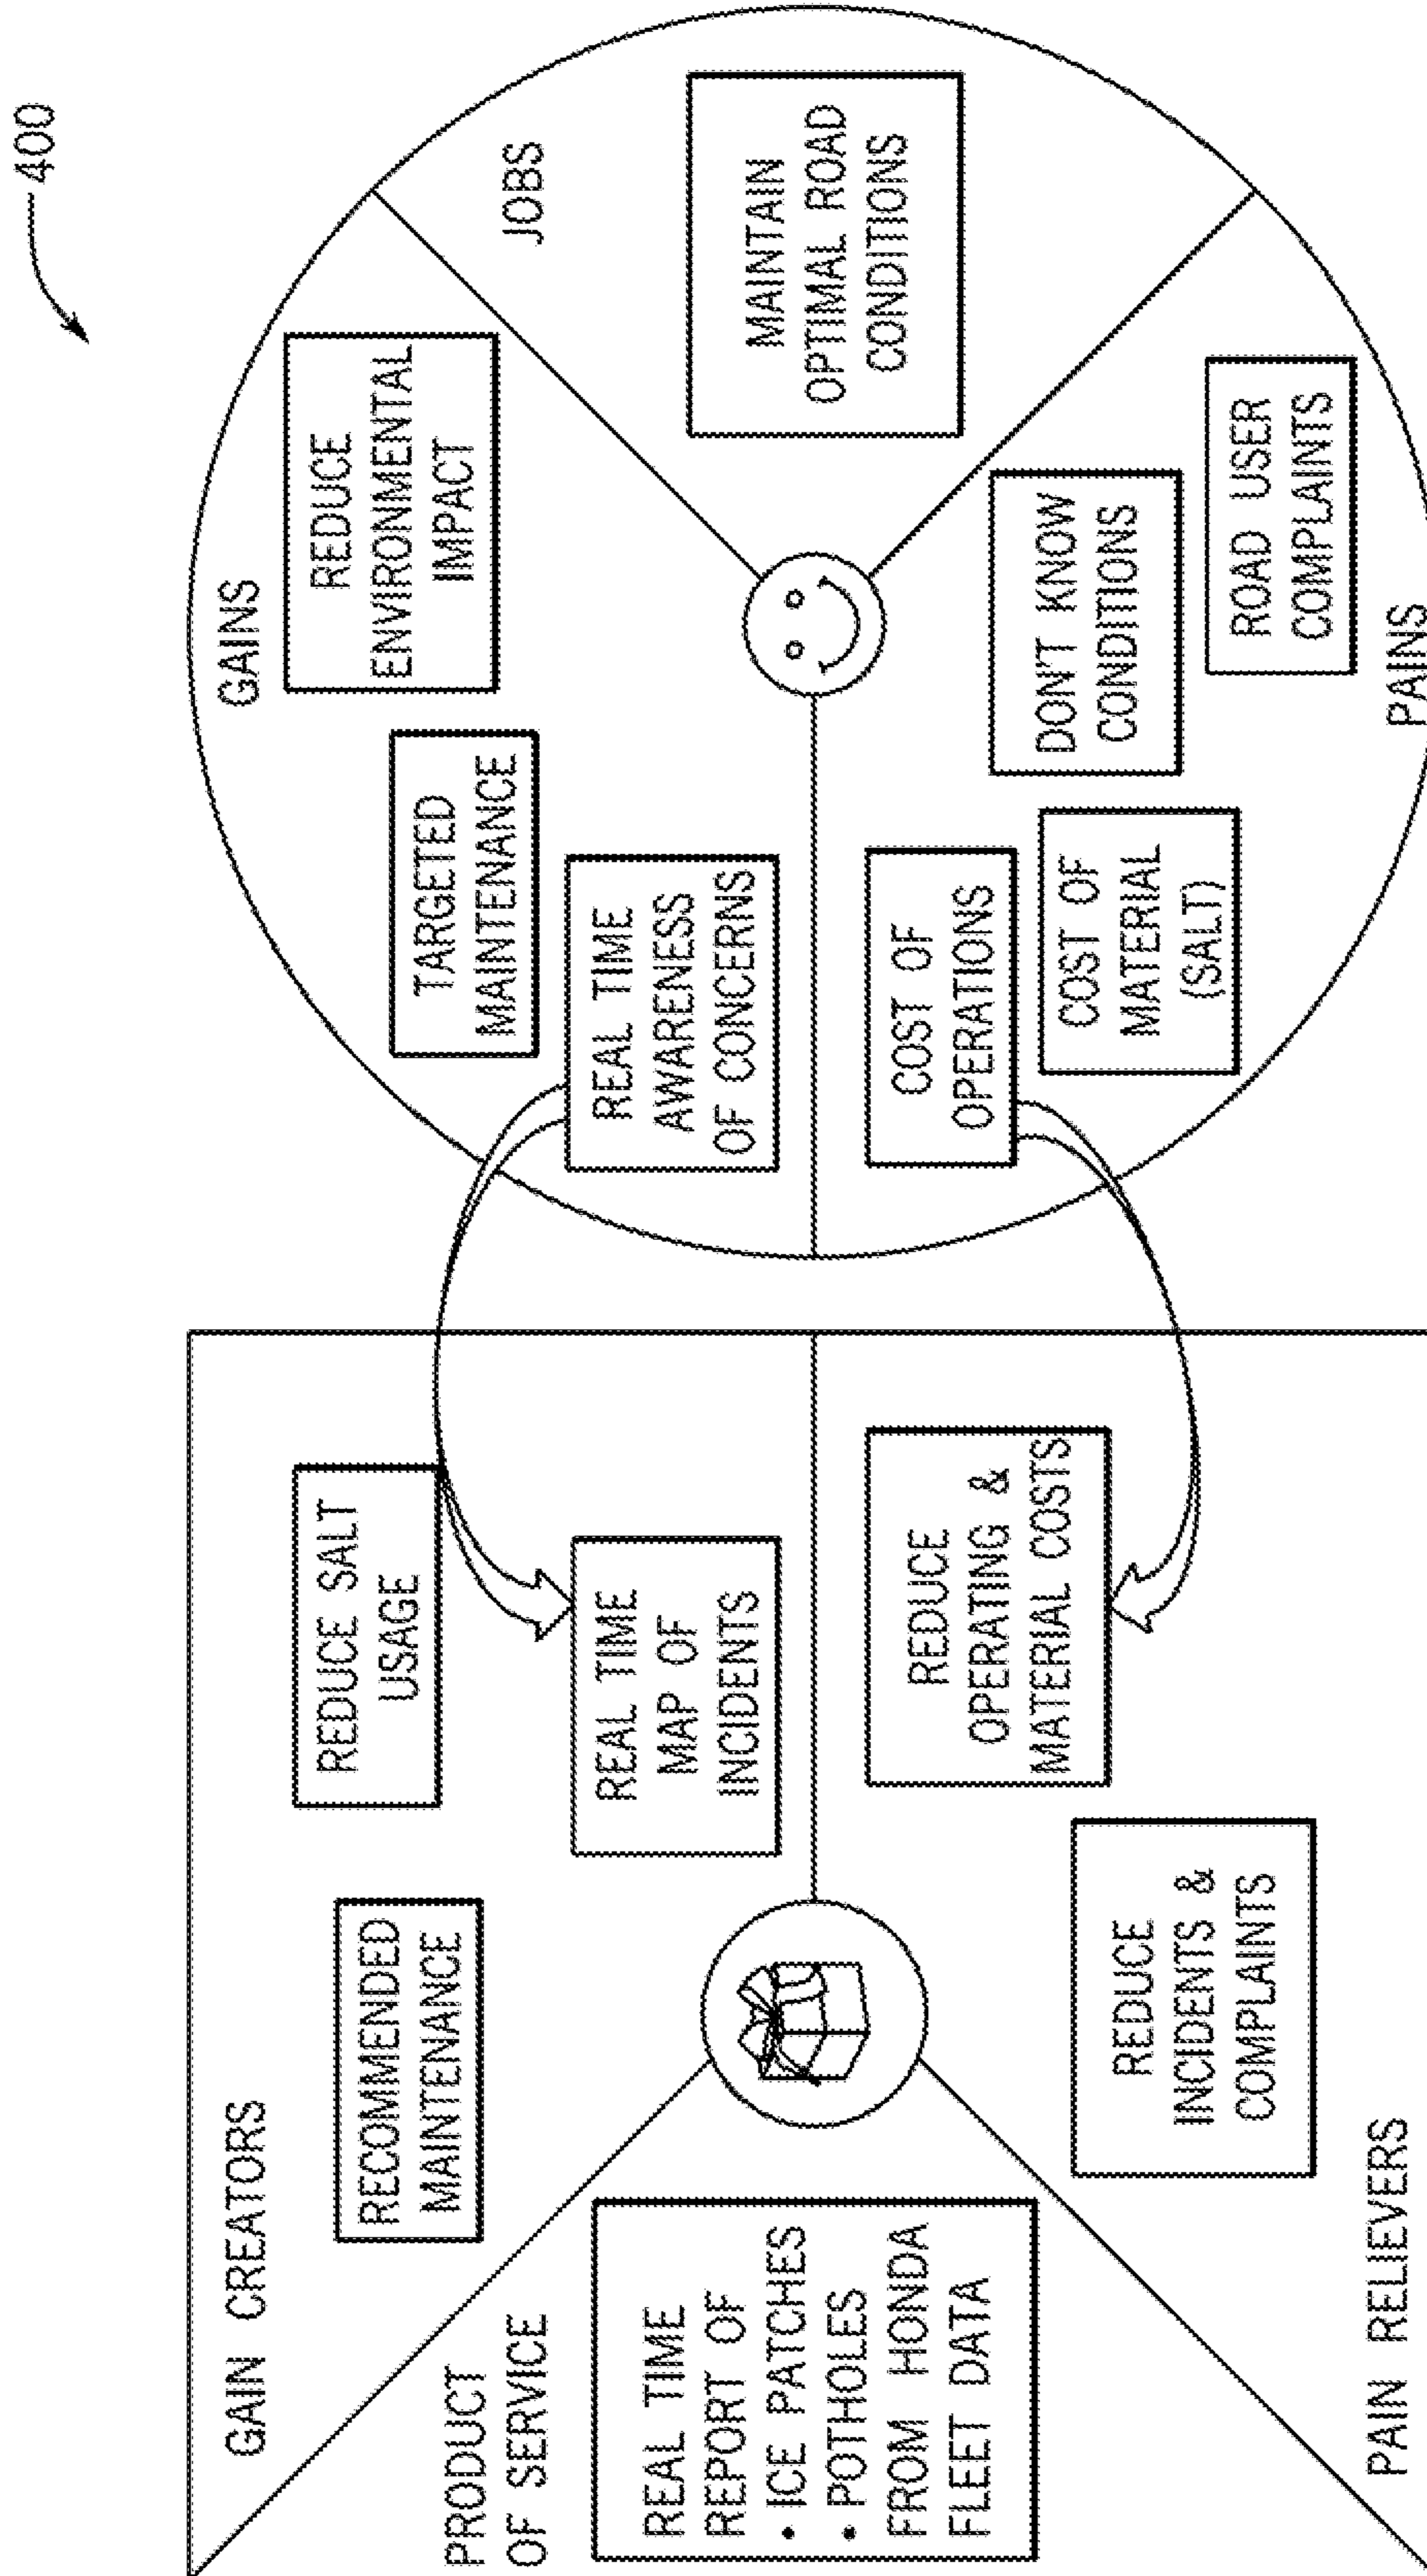 400
GAIN CREATORS
RECOMMENDED
MAINTENANCE
REDUCE SALT
USAGE
REAL TIME
MAP OF
INCIDENTS
PRODUCT
OF SERVICE
REAL TIME
REPORT OF
• ICE PATCHES
• POTHOLES
FROM HONDA
FLEET DATA
REDUCE
OPERATING &
MATERIAL COSTS
REDUCE
INCIDENTS &
COMPLAINTS
PAIN RELIEVERS
GAINS
TARGETED
MAINTENANCE
REDUCE
ENVIRONMENTAL
IMPACT
REAL TIME
AWARENESS
OF CONCERNS
JOBS
MAINTAIN
OPTIMAL ROAD
CONDITIONS
COST OF
OPERATIONS
COST OF
MATERIAL
(SALT)
DON'T KNOW
CONDITIONS
ROAD USER
COMPLAINTS
PAINS